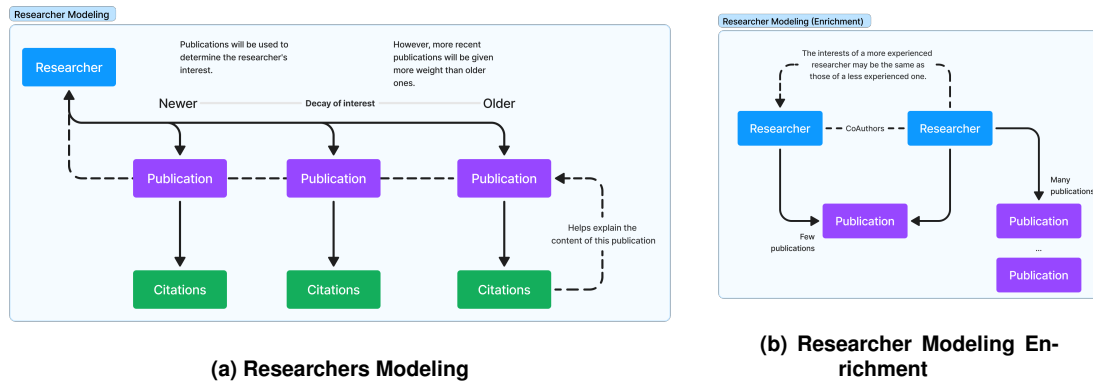 Researcher Modeling
Publications will be used to
determine the researcher's
interest.
However, more recent
publications will be given
more weight than older
ones.
Researcher
Newer
Decay of interest
Older
Publication
Publication
Publication
Helps explain the
content of this publication
Citations
Citations
Citations
(a) Researchers Modeling
Researcher Modeling (Enrichment)
The interests of a more experienced
researcher may be the same as
those of a less experienced one.
Researcher
CoAuthors
Researcher
Many
publications
Publication
Few
publications
Publication
...
Publication
(b) Researcher Modeling En-
richment